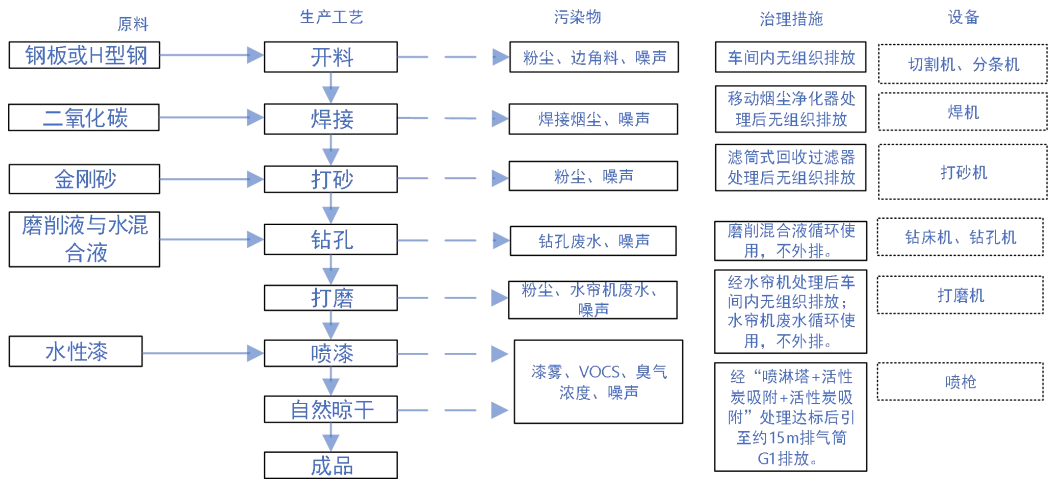 原料
生产工艺
污染物
治理措施
设备
钢板或H型钢
开料
粉尘、边角料、噪声
车间内无组织排放
切割机、分条机
二氧化碳
焊接
焊接烟尘、噪声
移动烟尘净化器处
理后无组织排放
焊机
金刚砂
打砂
粉尘、噪声
滤筒式回收过滤器
处理后无组织排放
打砂机
磨削液与水混
合液
钻孔
钻孔废水、噪声
磨削混合液循环使
用，不外排。
钻床机、钻孔机
打磨
粉尘、水帘机废水、
噪声
经水帘机处理后车
间内无组织排放；
水帘机废水循环使
用，不外排。
打磨机
水性漆
喷漆
漆雾、VOCS、臭气
浓度、噪声
经“喷淋塔+活性
炭吸附+活性炭吸
附”处理达标后引
至约15m排气筒
G1排放。
喷枪
自然晾干
成品